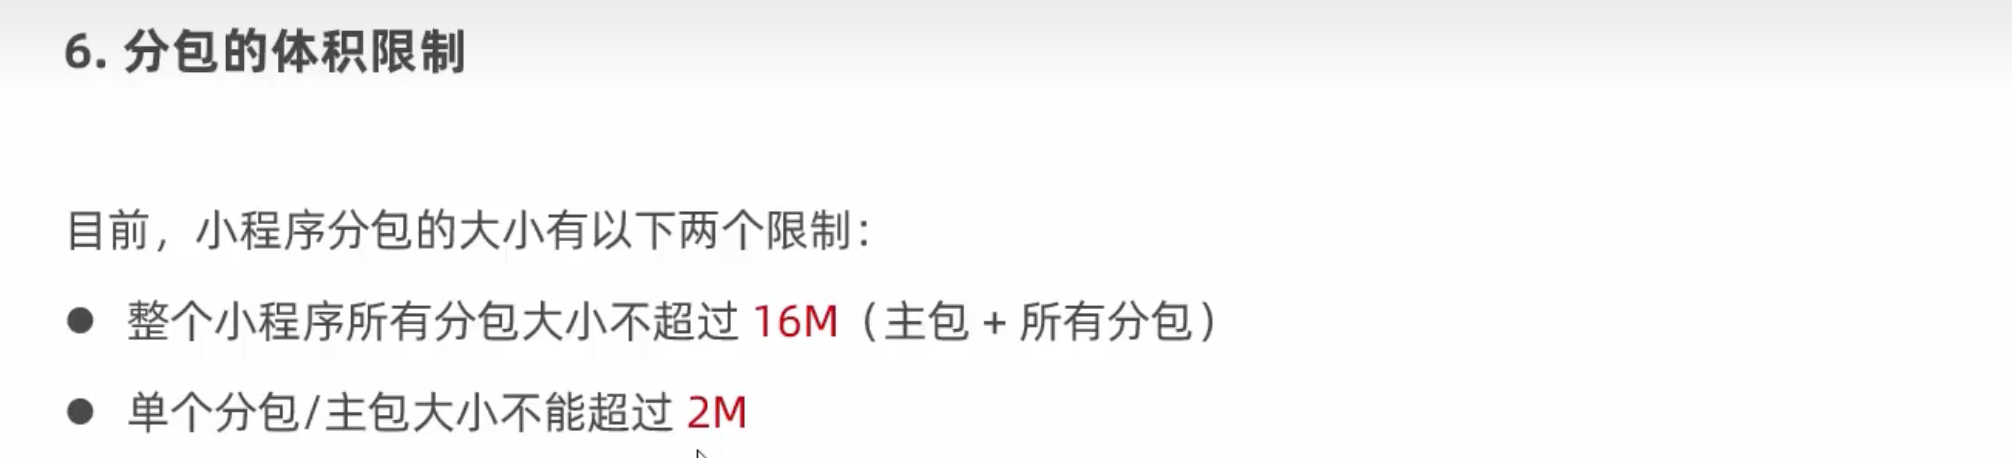 6. 分包的体积限制
目前，小程序分包的大小有以下两个限制：
● 整个小程序所有分包大小不超过 16M（主包 + 所有分包）
● 单个分包/主包大小不能超过 2M